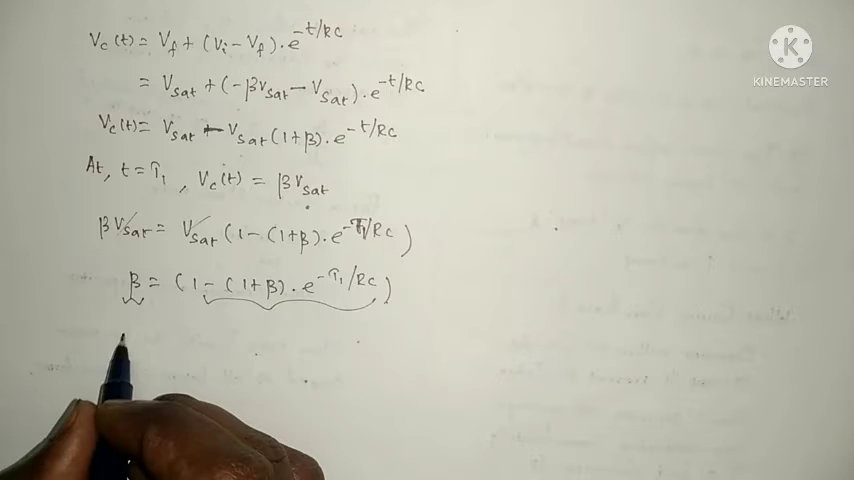 Vc(t) = Vf + (Vi - Vf) . e^-t/RC
= Vsat + (-βVsat - Vsat) . e^-t/RC
Vc(t) = Vsat - Vsat (1+β) . e^-t/RC
At, t = T1 , Vc(t) = βVsat
βVsat = Vsat (1 - (1+β) . e^-T1/RC)
β = (1 - (1+β) . e^-T1/RC)
KINEMASTER